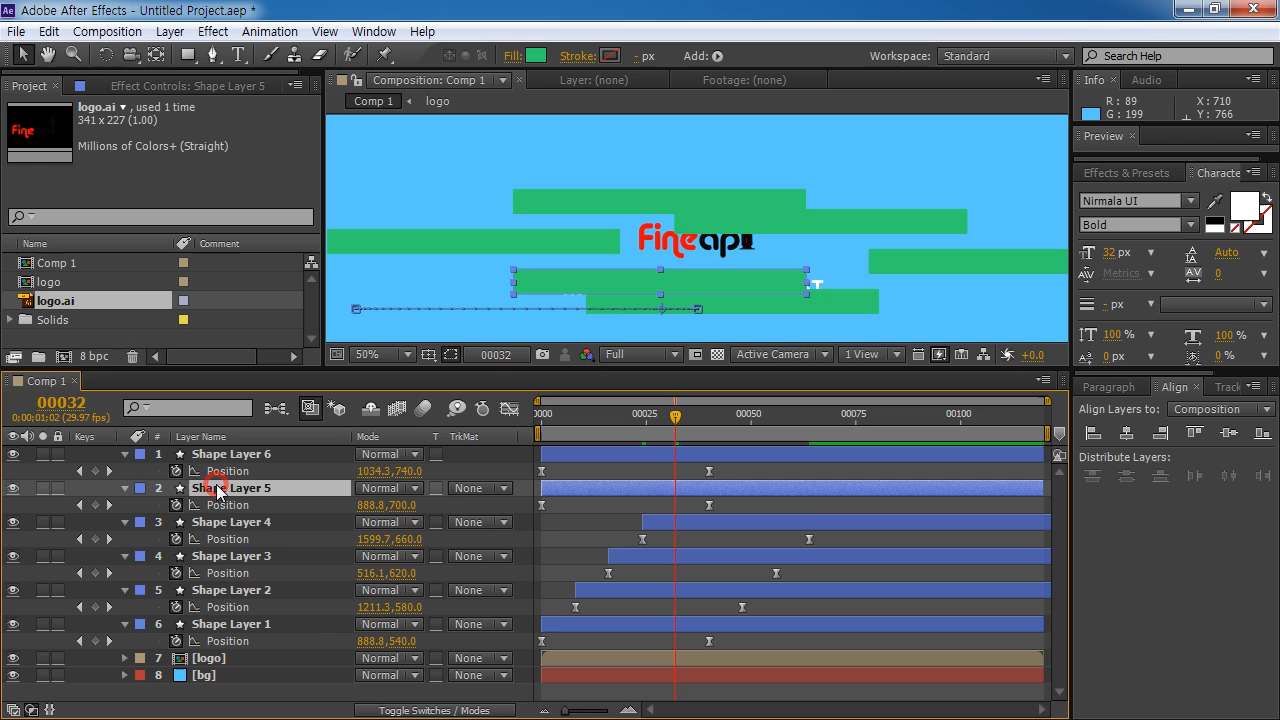 Adobe After Effects - Untitled Project.aep *
File Edit Composition Layer Effect Animation View Window Help
Fill: Stroke: - px Add: Workspace: Standard Search Help
Project × Effect Controls: Shape Layer 5
Composition: Comp 1 Layer: (none) Footage: (none)
Info × Audio
logo.ai ▼, used 1 time
341 x 227 (1.00)
Millions of Colors+ (Straight)
Comp 1 logo
R : 89 X : 710
G : 199 Y : 766
Preview ×
Effects & Presets Characte
Nirmala UI
Bold
Fineapl
T
32 px Auto
Metrics 0
- px
100 % 100 %
0 px 0 %
Name Comment
Comp 1
logo
logo.ai
Solids
8 bpc
50% 00032 Full Active Camera 1 View +0.0
Comp 1 ×
00032
0;00;01;02 (29.97 fps)
0000 00025 00050 00075 00100
Keys # Layer Name Mode T TrkMat
1 Shape Layer 6 Normal
Position 1034.3,740.0
2 Shape Layer 5 Normal None
Position 888.8,700.0
3 Shape Layer 4 Normal None
Position 1599.7,660.0
4 Shape Layer 3 Normal None
Position 516.1,620.0
5 Shape Layer 2 Normal None
Position 1211.3,580.0
6 Shape Layer 1 Normal None
Position 888.8,540.0
7 [logo] Normal None
8 [bg] Normal None
Toggle Switches / Modes
Paragraph Align × Track
Align Layers to: Composition
Distribute Layers: